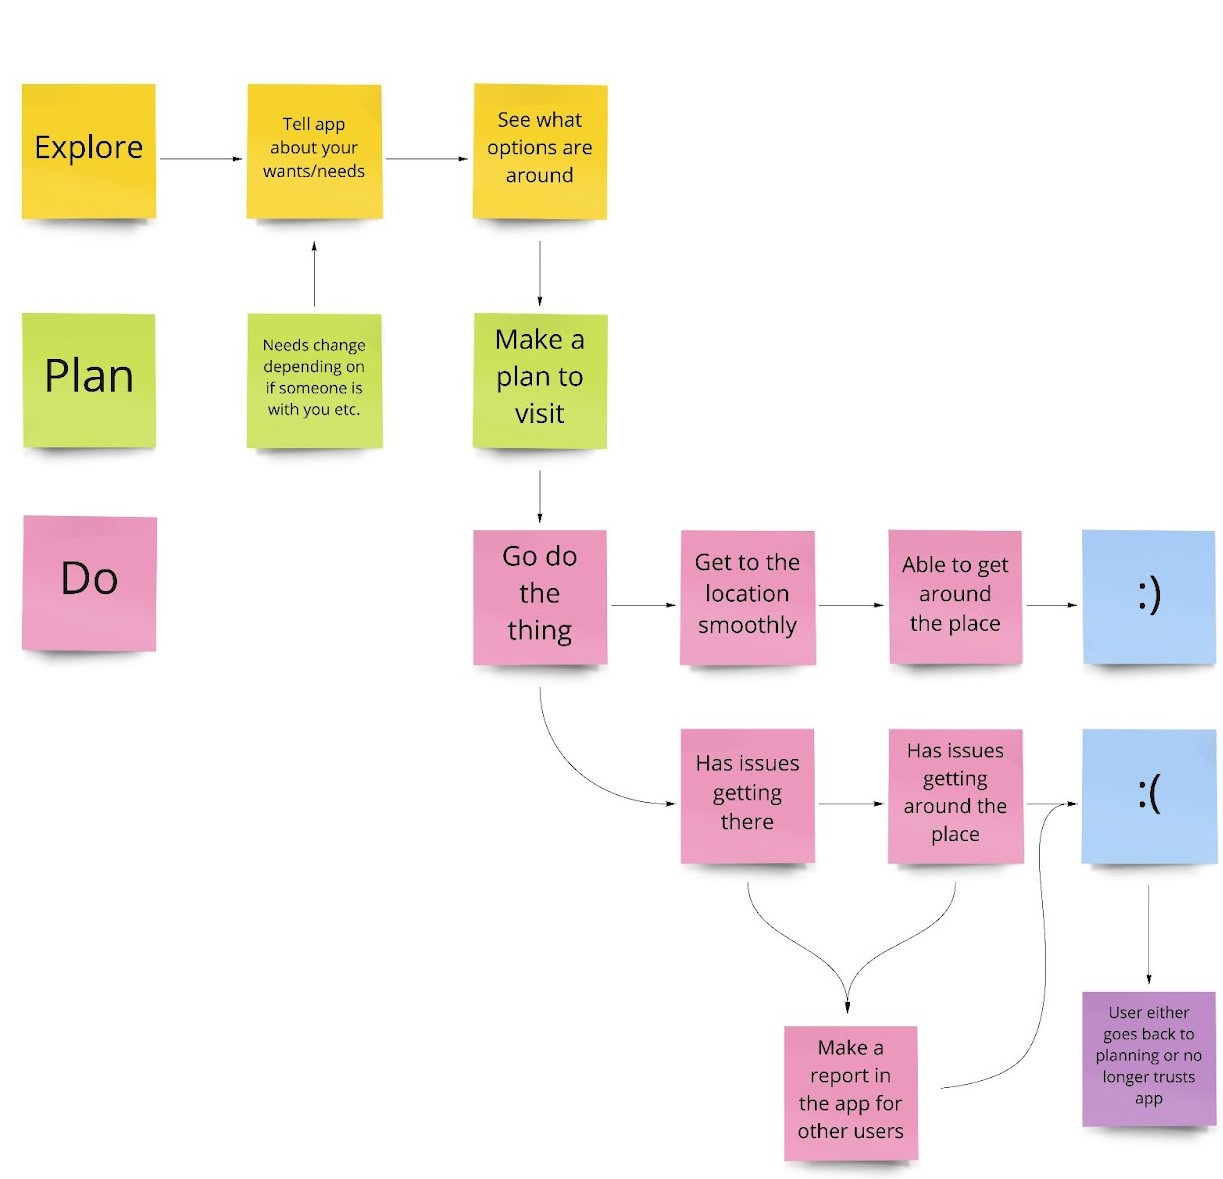 Explore
Tell app
about your
wants/needs
See what
options are
around
Plan
Needs change
depending on
if someone is
with you etc.
Make a
plan to
visit
Do
Go do
the
thing
Get to the
location
smoothly
Able to get
around
the place
:)
Has issues
getting
there
Has issues
getting
around the
place
:(
Make a
report in
the app for
other users
User either
goes back to
planning or no
longer trusts
app